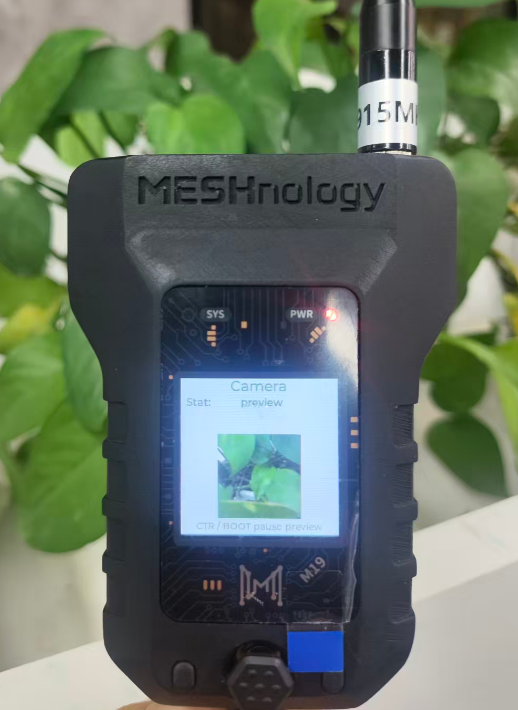 915M
MESHnology
SYS
PWR
Camera
Stat: preview
CTR / BOOT pause preview
M19